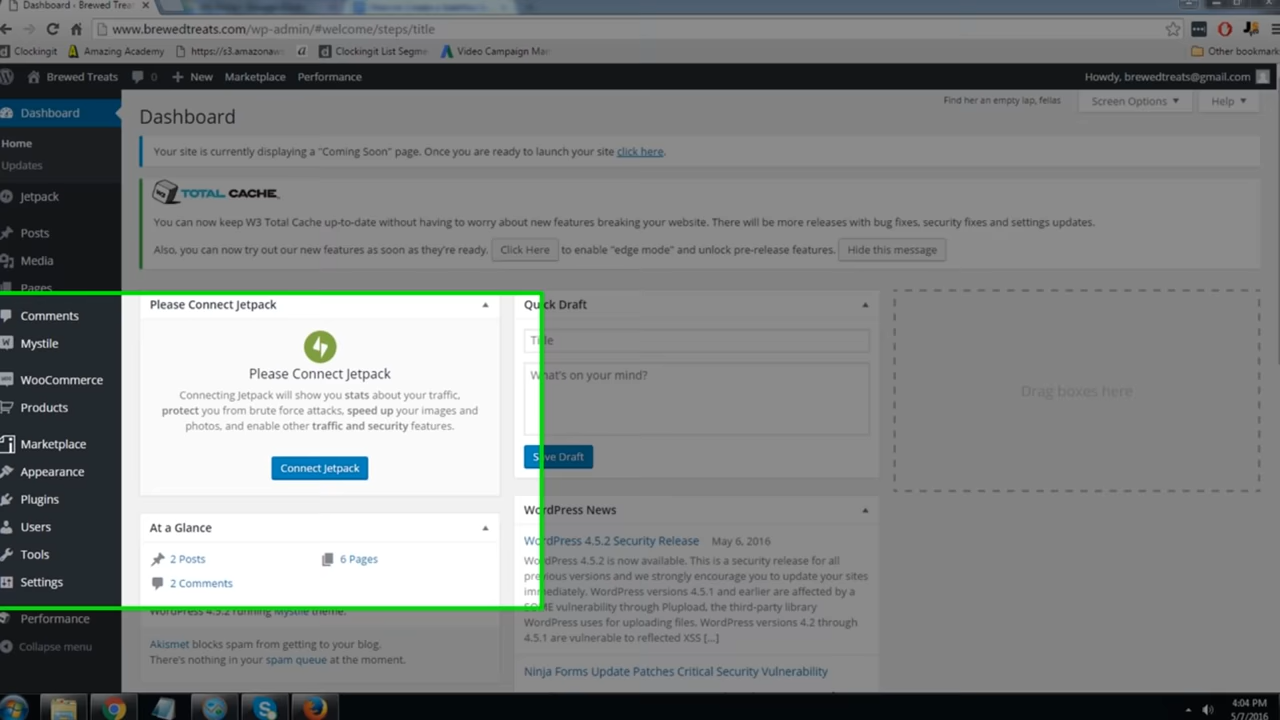 Dashboard ‹ Brewed Treats
www.brewedtreats.com/wp-admin/#welcome/steps/title
Clockingit
Amazing Academy
https://s3.amazonaws
Clockingit List Segme
Video Campaign Man
Other bookmark
Brewed Treats
0
New
Marketplace
Performance
Howdy, brewedtreats@gmail.com
Dashboard
Home
Updates
Jetpack
Posts
Media
Pages
Comments
Mystile
WooCommerce
Products
Marketplace
Appearance
Plugins
Users
Tools
Settings
Performance
Collapse menu
Find her an empty lap, fellas
Screen Options
Help
Dashboard
Your site is currently displaying a "Coming Soon" page. Once you are ready to launch your site click here.
W3 TOTAL CACHE
You can now keep W3 Total Cache up-to-date without having to worry about new features breaking your website. There will be more releases with bug fixes, security fixes and settings updates.
Also, you can now try out our new features as soon as they're ready. Click Here to enable "edge mode" and unlock pre-release features. Hide this message
Please Connect Jetpack
Please Connect Jetpack
Connecting Jetpack will show you stats about your traffic,
protect you from brute force attacks, speed up your images and
photos, and enable other traffic and security features.
Connect Jetpack
At a Glance
2 Posts
6 Pages
2 Comments
WordPress 4.5.2 running Mystile theme.
Akismet blocks spam from getting to your blog.
There's nothing in your spam queue at the moment.
Quick Draft
Title
What's on your mind?
Save Draft
WordPress News
WordPress 4.5.2 Security Release May 6, 2016
WordPress 4.5.2 is now available. This is a security release for all
previous versions and we strongly encourage you to update your sites
immediately. WordPress versions 4.5.1 and earlier are affected by a
SOME vulnerability through Plupload, the third-party library
WordPress uses for uploading files. WordPress versions 4.2 through
4.5.1 are vulnerable to reflected XSS [...]
Ninja Forms Update Patches Critical Security Vulnerability
Drag boxes here
4:04 PM
5/7/2016